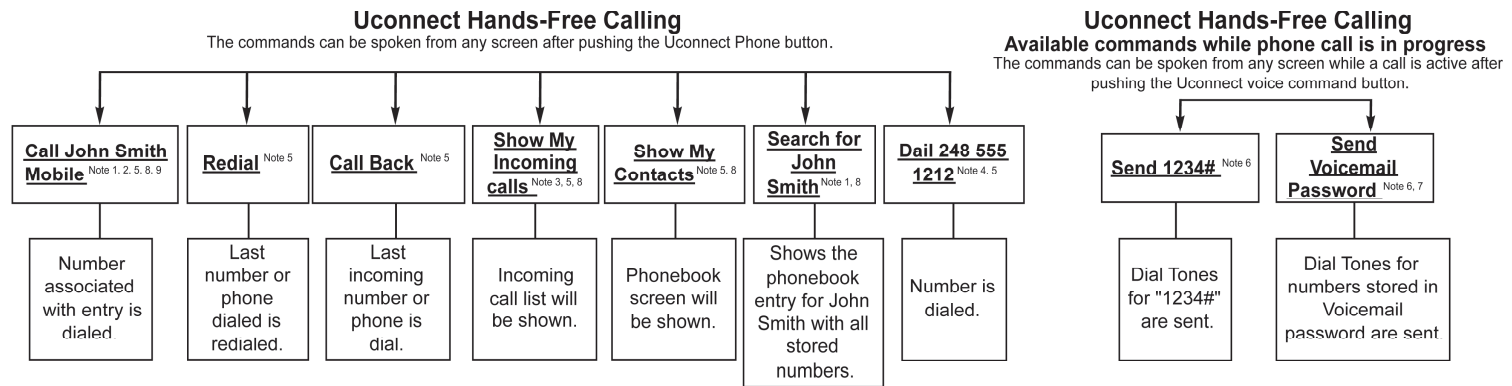 Uconnect Hands-Free Calling
The commands can be spoken from any screen after pushing the Uconnect Phone button.
Call John Smith
Mobile Note 1. 2. 5. 8. 9
Number
associated
with entry is
dialed.
Redial Note 5
Last
number or
phone
dialed is
redialed.
Call Back Note 5
Last
incoming
number or
phone is
dial.
Show My
Incoming
calls Note 3, 5, 8
Incoming
call list will
be shown.
Show My
Contacts Note 5. 8
Phonebook
screen will
be shown.
Search for
John
Smith Note 1, 8
Shows the
phonebook
entry for John
Smith with all
stored
numbers.
Dail 248 555
1212 Note 4. 5
Number is
dialed.
Uconnect Hands-Free Calling
Available commands while phone call is in progress
The commands can be spoken from any screen while a call is active after
pushing the Uconnect voice command button.
Send 1234# Note 6
Dial Tones
for "1234#"
are sent.
Send
Voicemail
Password Note 6, 7
Dial Tones for
numbers stored in
Voicemail
password are sent